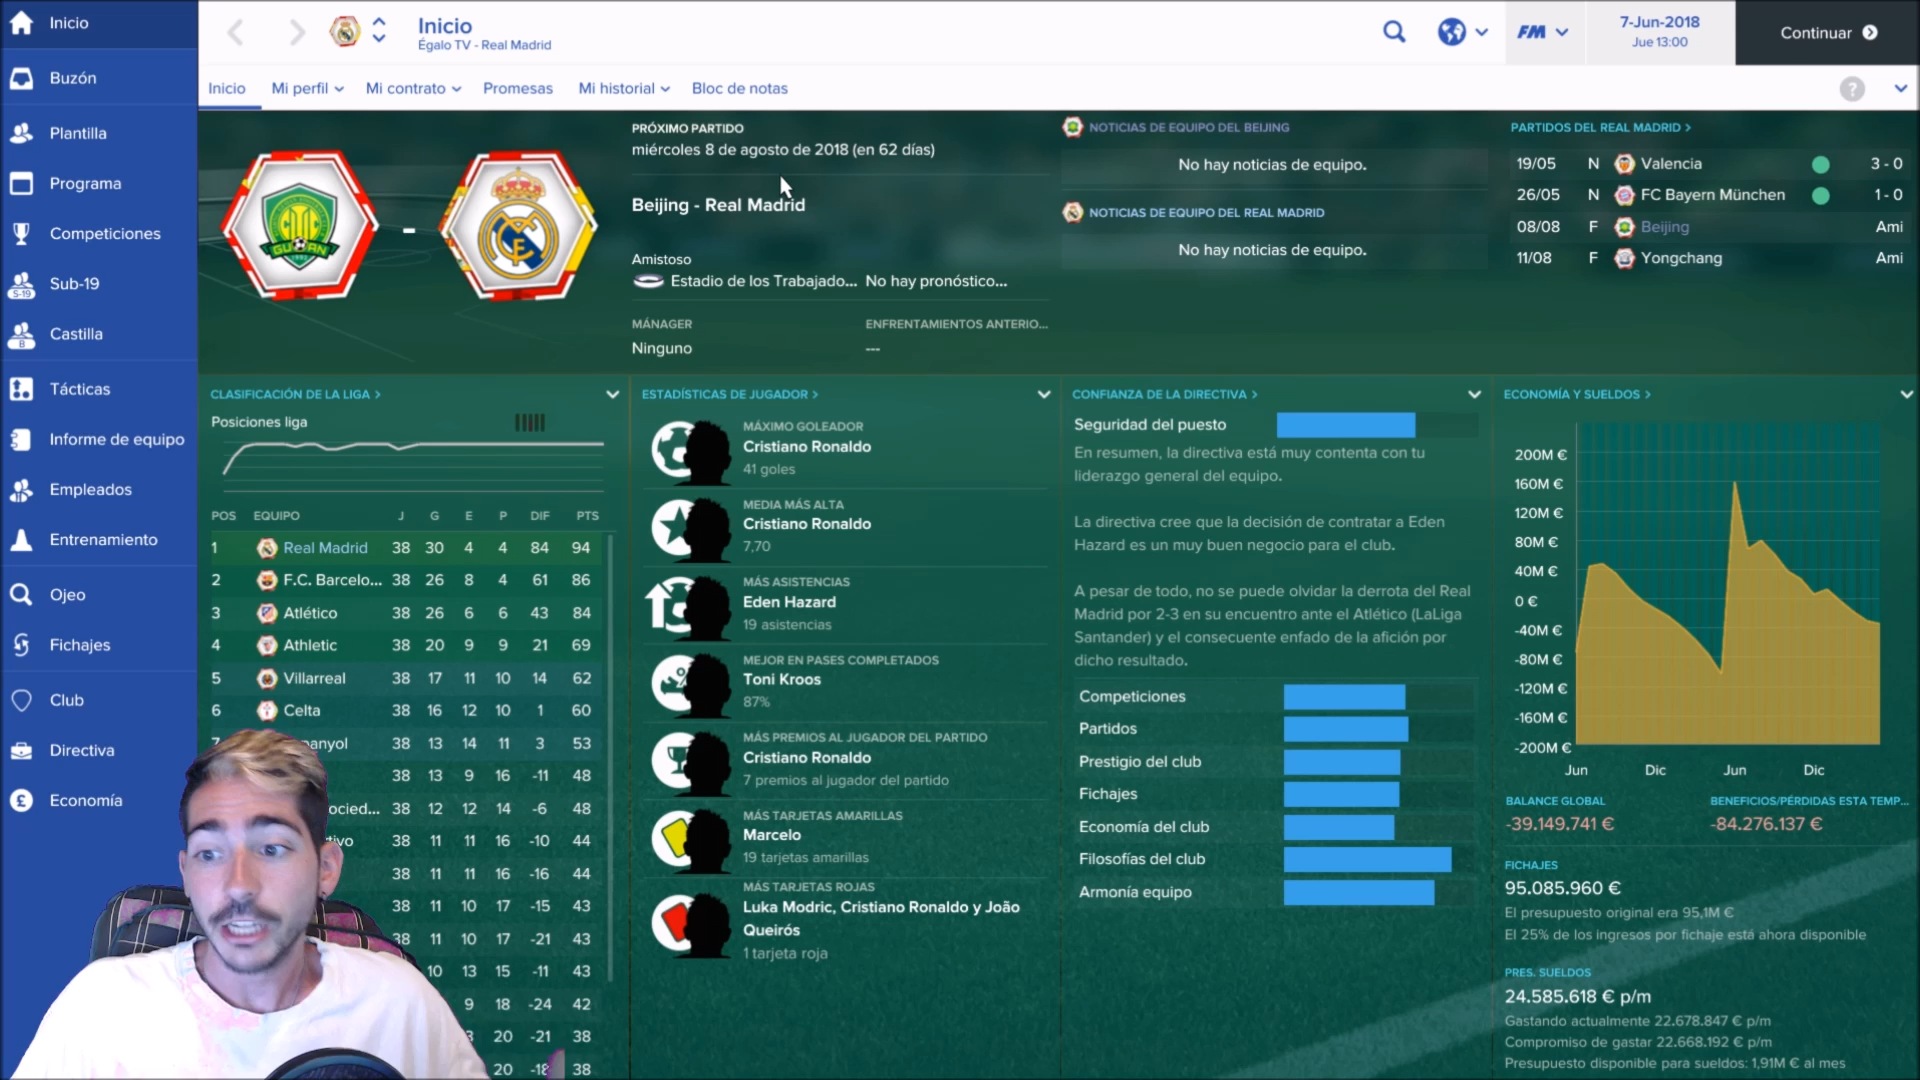 Inicio
Buzón
Plantilla
Programa
Competiciones
Sub-19
Castilla
Tácticas
Informe de equipo
Empleados
Entrenamiento
Ojeo
Fichajes
Club
Directiva
Economía
Inicio
Égalo TV - Real Madrid
FM
7-Jun-2018
Jue 13:00
Continuar
Inicio Mi perfil Mi contrato Promesas Mi historial Bloc de notas
PRÓXIMO PARTIDO
miércoles 8 de agosto de 2018 (en 62 días)
Beijing - Real Madrid
Amistoso
Estadio de los Trabajado... No hay pronóstico...
MÁNAGER ENFRENTAMIENTOS ANTERIO...
Ninguno ---
NOTICIAS DE EQUIPO DEL BEIJING
No hay noticias de equipo.
NOTICIAS DE EQUIPO DEL REAL MADRID
No hay noticias de equipo.
PARTIDOS DEL REAL MADRID >
19/05 N Valencia 3 - 0
26/05 N FC Bayern München 1 - 0
08/08 F Beijing Ami
11/08 F Yongchang Ami
CLASIFICACIÓN DE LA LIGA >
Posiciones liga
POS EQUIPO J G E P DIF PTS
1 Real Madrid 38 30 4 4 84 94
2 F.C. Barcelo... 38 26 8 4 61 86
3 Atlético 38 26 6 6 43 84
4 Athletic 38 20 9 9 21 69
5 Villarreal 38 17 11 10 14 62
6 Celta 38 16 12 10 1 60
7 panyol 38 13 14 11 3 53
38 13 9 16 -11 48
ocied... 38 12 12 14 -6 48
tivo 38 11 11 16 -10 44
38 11 11 16 -16 44
38 11 10 17 -15 43
38 11 10 17 -21 43
10 13 15 -11 43
9 18 -24 42
20 -21 38
20 -18 38
ESTADÍSTICAS DE JUGADOR >
MÁXIMO GOLEADOR
Cristiano Ronaldo
41 goles
MEDIA MÁS ALTA
Cristiano Ronaldo
7,70
MÁS ASISTENCIAS
Eden Hazard
19 asistencias
MEJOR EN PASES COMPLETADOS
Toni Kroos
87%
MÁS PREMIOS AL JUGADOR DEL PARTIDO
Cristiano Ronaldo
7 premios al jugador del partido
MÁS TARJETAS AMARILLAS
Marcelo
19 tarjetas amarillas
MÁS TARJETAS ROJAS
Luka Modric, Cristiano Ronaldo y João
Queirós
1 tarjeta roja
CONFIANZA DE LA DIRECTIVA >
Seguridad del puesto
En resumen, la directiva está muy contenta con tu
liderazgo general del equipo.
La directiva cree que la decisión de contratar a Eden
Hazard es un muy buen negocio para el club.
A pesar de todo, no se puede olvidar la derrota del Real
Madrid por 2-3 en su encuentro ante el Atlético (LaLiga
Santander) y el consecuente enfado de la afición por
dicho resultado.
Competiciones
Partidos
Prestigio del club
Fichajes
Economía del club
Filosofías del club
Armonía equipo
ECONOMÍA Y SUELDOS >
200M €
160M €
120M €
80M €
40M €
0 €
-40M €
-80M €
-120M €
-160M €
-200M €
Jun Dic Jun Dic
BALANCE GLOBAL BENEFICIOS/PÉRDIDAS ESTA TEMP...
-39.149.741 € -84.276.137 €
FICHAJES
95.085.960 €
El presupuesto original era 95,1M €
El 25% de los ingresos por fichaje está ahora disponible
PRES. SUELDOS
24.585.618 € p/m
Gastando actualmente 22.678.847 € p/m
Compromiso de gastar 22.668.192 € p/m
Presupuesto disponible para sueldos: 1,91M € al mes